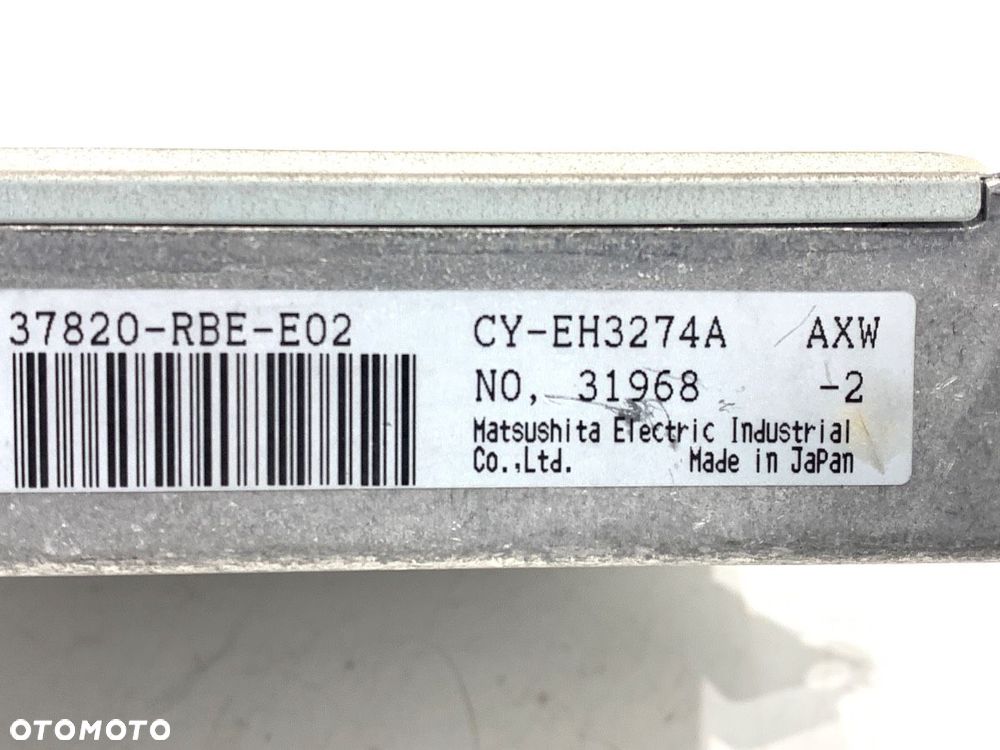 37820-RBE-E02 CY-EH3274A AXW
NO, 31968 -2
Matsushita Electric Industrial
Co.,Ltd. Made in JaPan
OTOMOTO